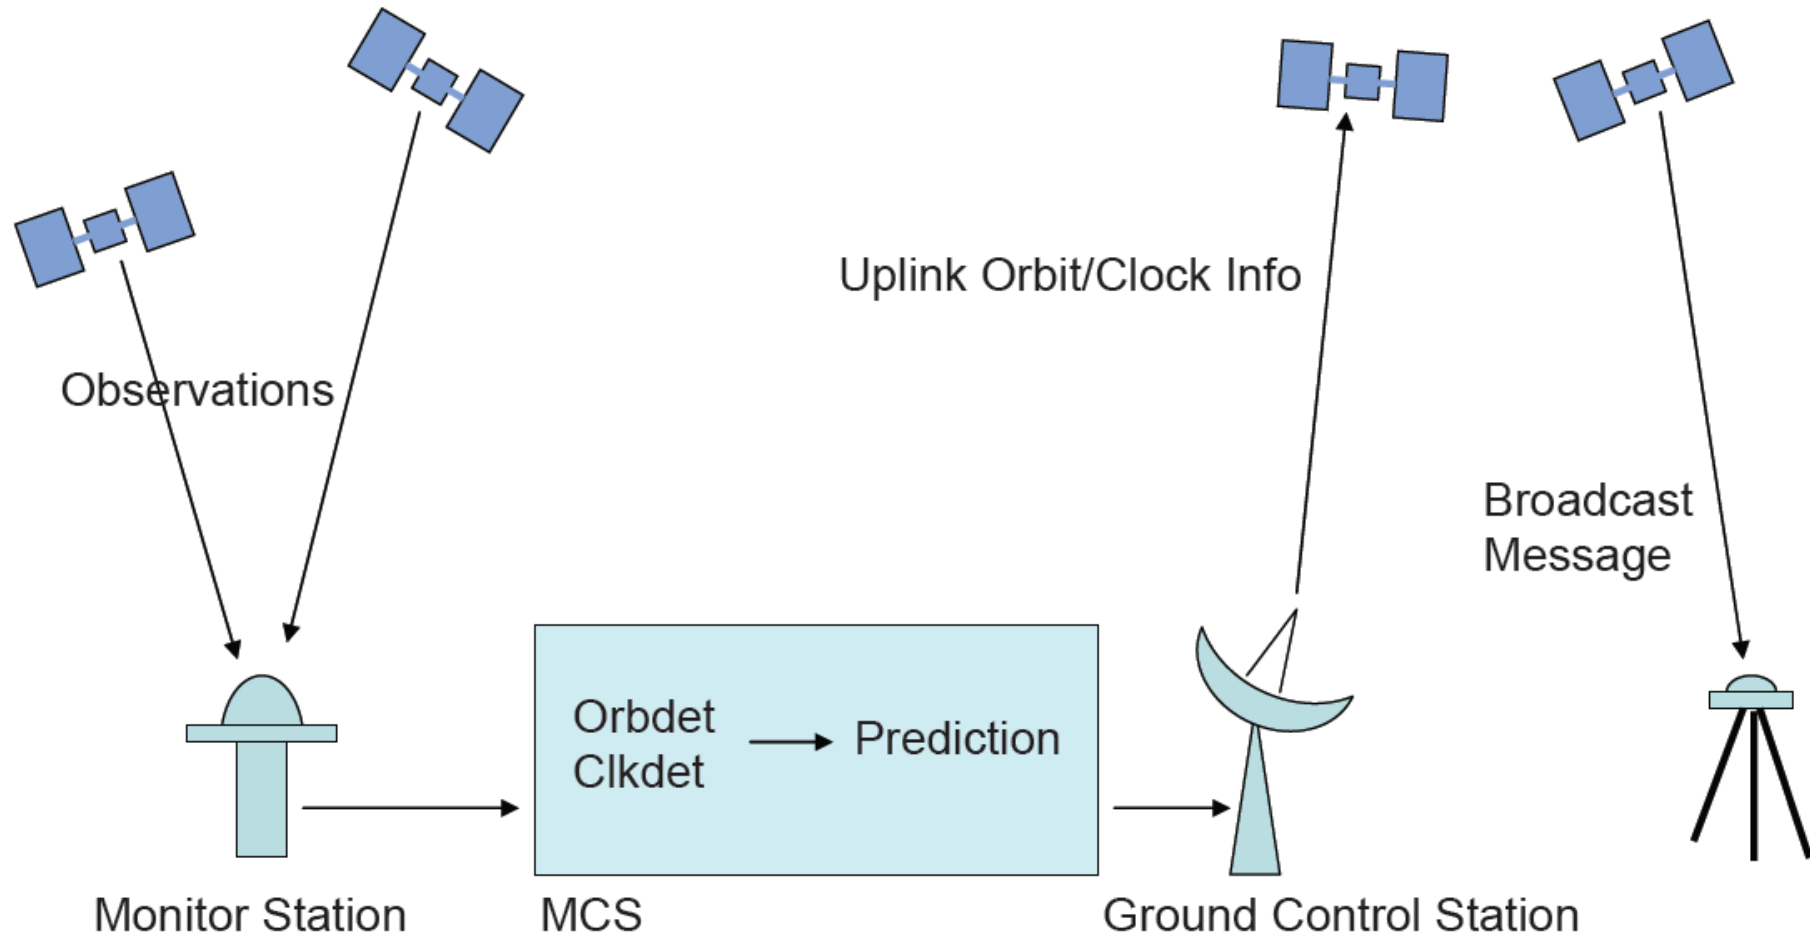 Uplink Orbit/Clock Info
Observations
Broadcast
Message
Orbdet
Clkdet
Prediction
Monitor Station
MCS
Ground Control Station